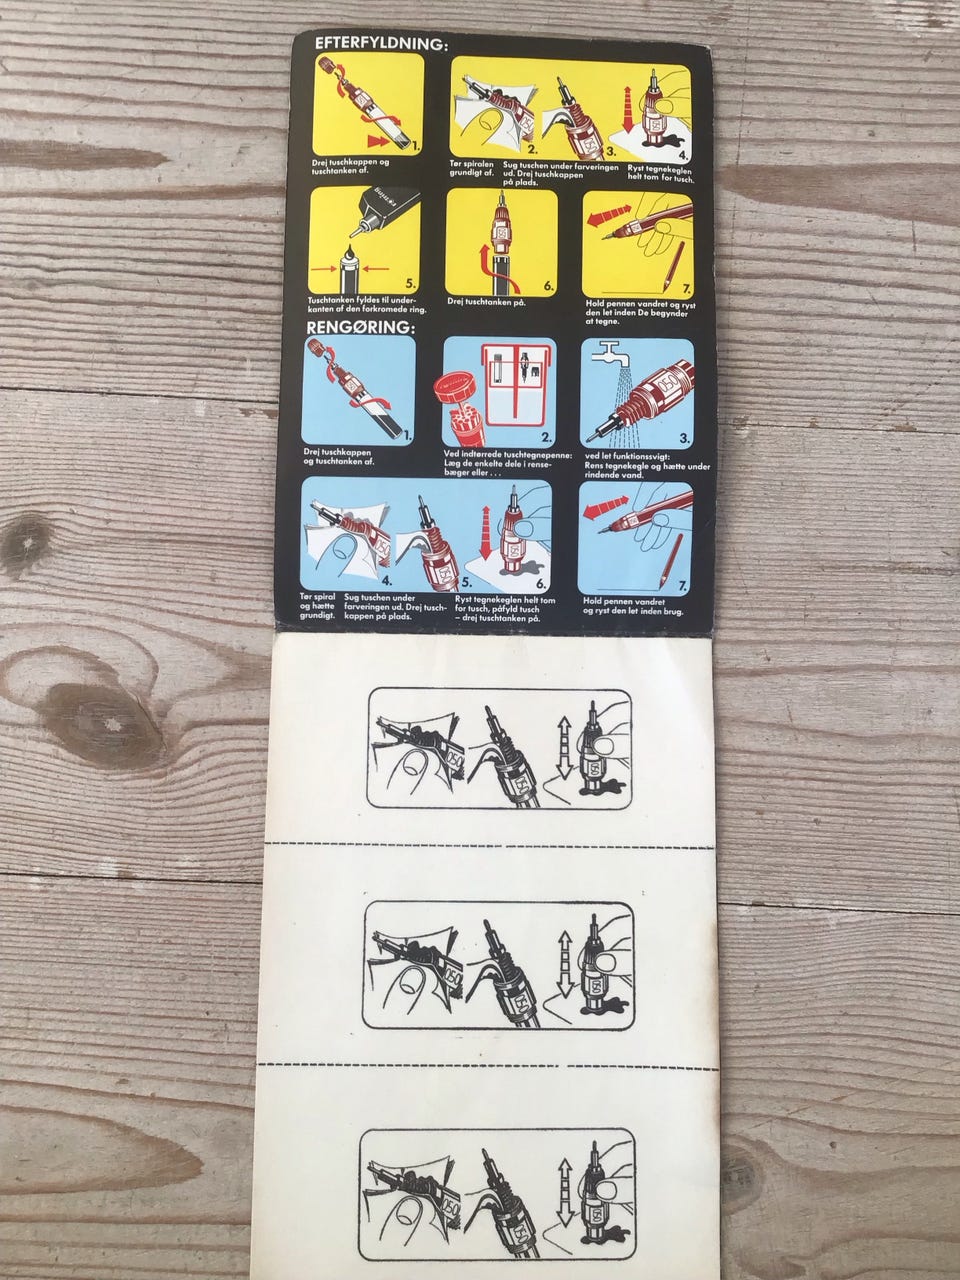 EFTERFYLDNING:
1.
2.
3.
4.
Drej tuschkappen og
tuschtanken af.
Tør spiralen
grundigt af.
Sug tuschen under farveringen
ud. Drej tuschkappen
på plads.
Ryst tegnekeglen
helt tom for tusch.
rotring
5.
6.
7.
Tuschtanken fyldes til under-
kanten af den forkromede ring.
Drej tuschtanken på.
Hold pennen vandret og ryst
den let inden De begynder
at tegne.
RENGØRING:
1.
2.
050
3.
Drej tuschkappen
og tuschtanken af.
Ved indtørrede tuschtegnepenne:
Læg de enkelte dele i rense-
bæger eller . . .
ved let funktionssvigt:
Rens tegnekegle og hætte under
rindende vand.
050
4.
5.
6.
7.
Tør spiral
og hætte
grundigt.
Sug tuschen under
farveringen ud. Drej tusch-
kappen på plads.
Ryst tegnekeglen helt tom
for tusch, påfyld tusch
– drej tuschtanken på.
Hold pennen vandret
og ryst den let inden brug.
050
050
050